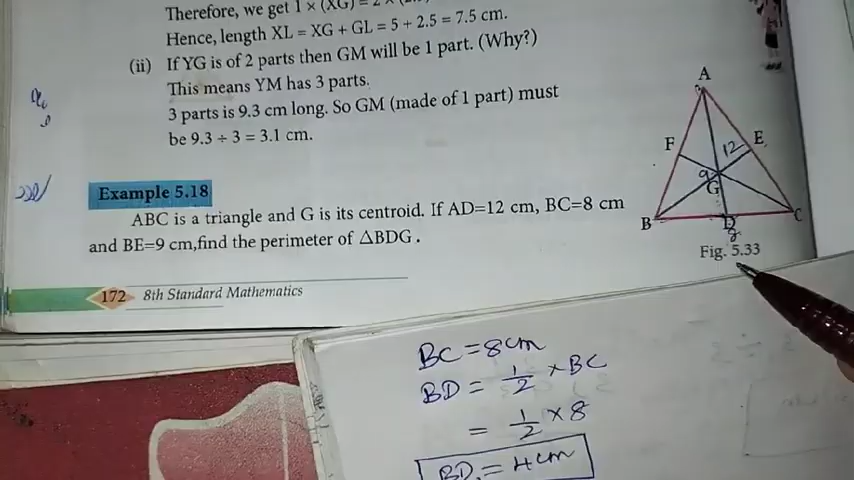 Therefore, we get 1 × (XG) = 2 ×
Hence, length XL = XG + GL = 5 + 2.5 = 7.5 cm.
(ii) If YG is of 2 parts then GM will be 1 part. (Why?)
This means YM has 3 parts.
3 parts is 9.3 cm long. So GM (made of 1 part) must
be 9.3 ÷ 3 = 3.1 cm.
Example 5.18
ABC is a triangle and G is its centroid. If AD=12 cm, BC=8 cm
and BE=9 cm,find the perimeter of ΔBDG .
A
F
E
12
9
G
B
D
C
8
Fig. 5.33
172 8th Standard Mathematics
BC = 8cm
BD = 1/2 × BC
= 1/2 × 8
BD = 4cm